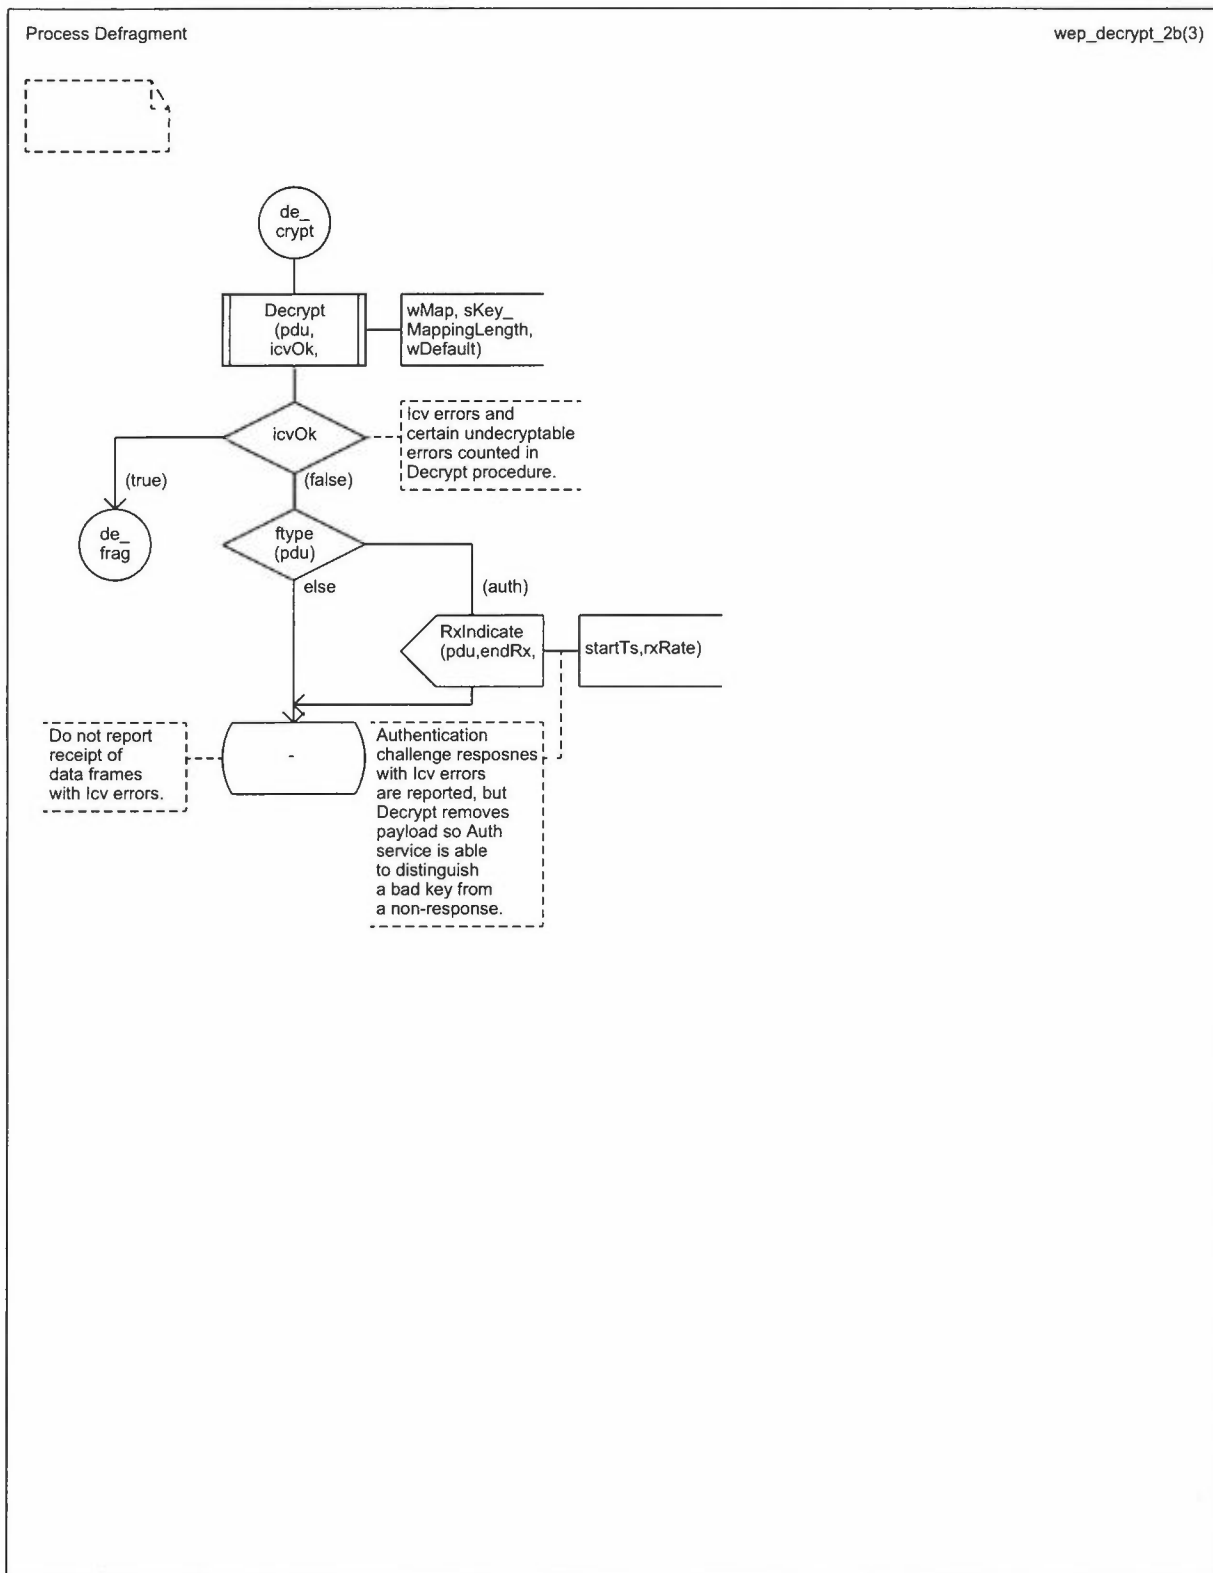 Process Defragment
wep_decrypt_2b(3)
de_
crypt
Decrypt
(pdu,
icvOk,
wMap, sKey_
MappingLength,
wDefault)
icvOk
Icv errors and
certain undecryptable
errors counted in
Decrypt procedure.
(true)
(false)
de_
frag
ftype
(pdu)
else
(auth)
RxIndicate
(pdu,endRx,
startTs,rxRate)
Do not report
receipt of
data frames
with Icv errors.
-
Authentication
challenge resposnes
with Icv errors
are reported, but
Decrypt removes
payload so Auth
service is able
to distinguish
a bad key from
a non-response.